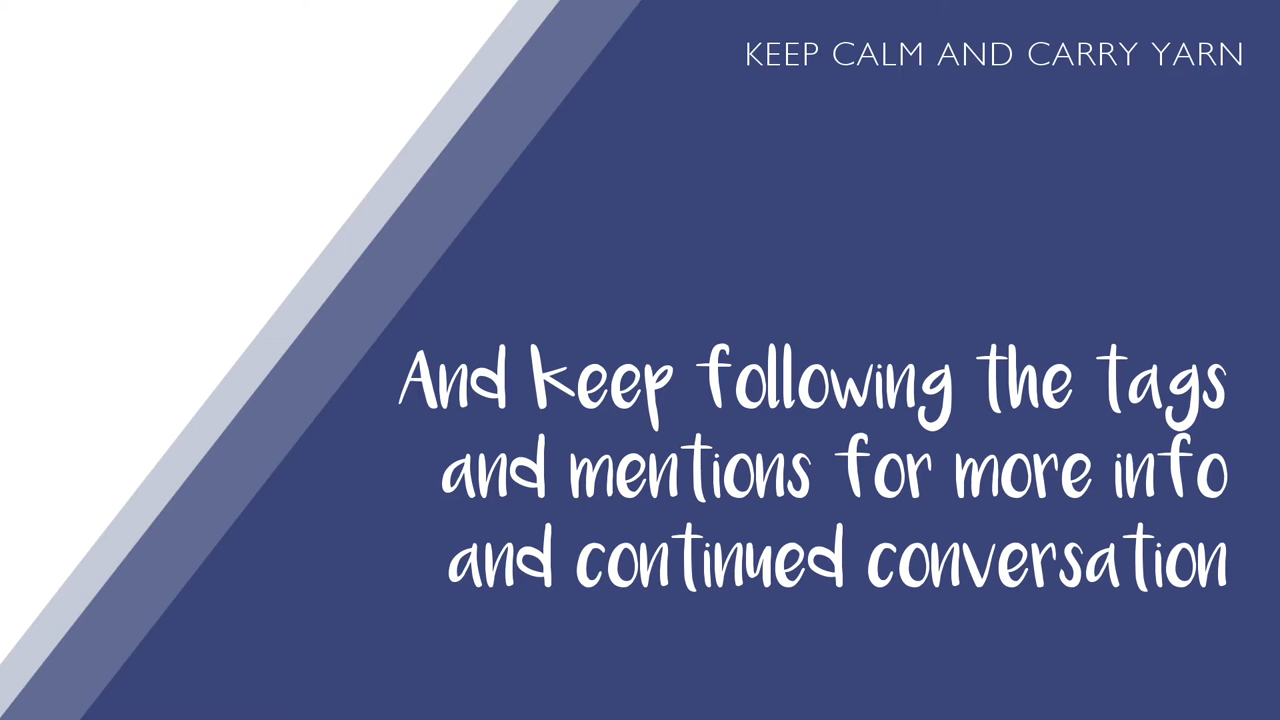 KEEP CALM AND CARRY YARN
And keep following the tags
and mentions for more info
and continued conversation